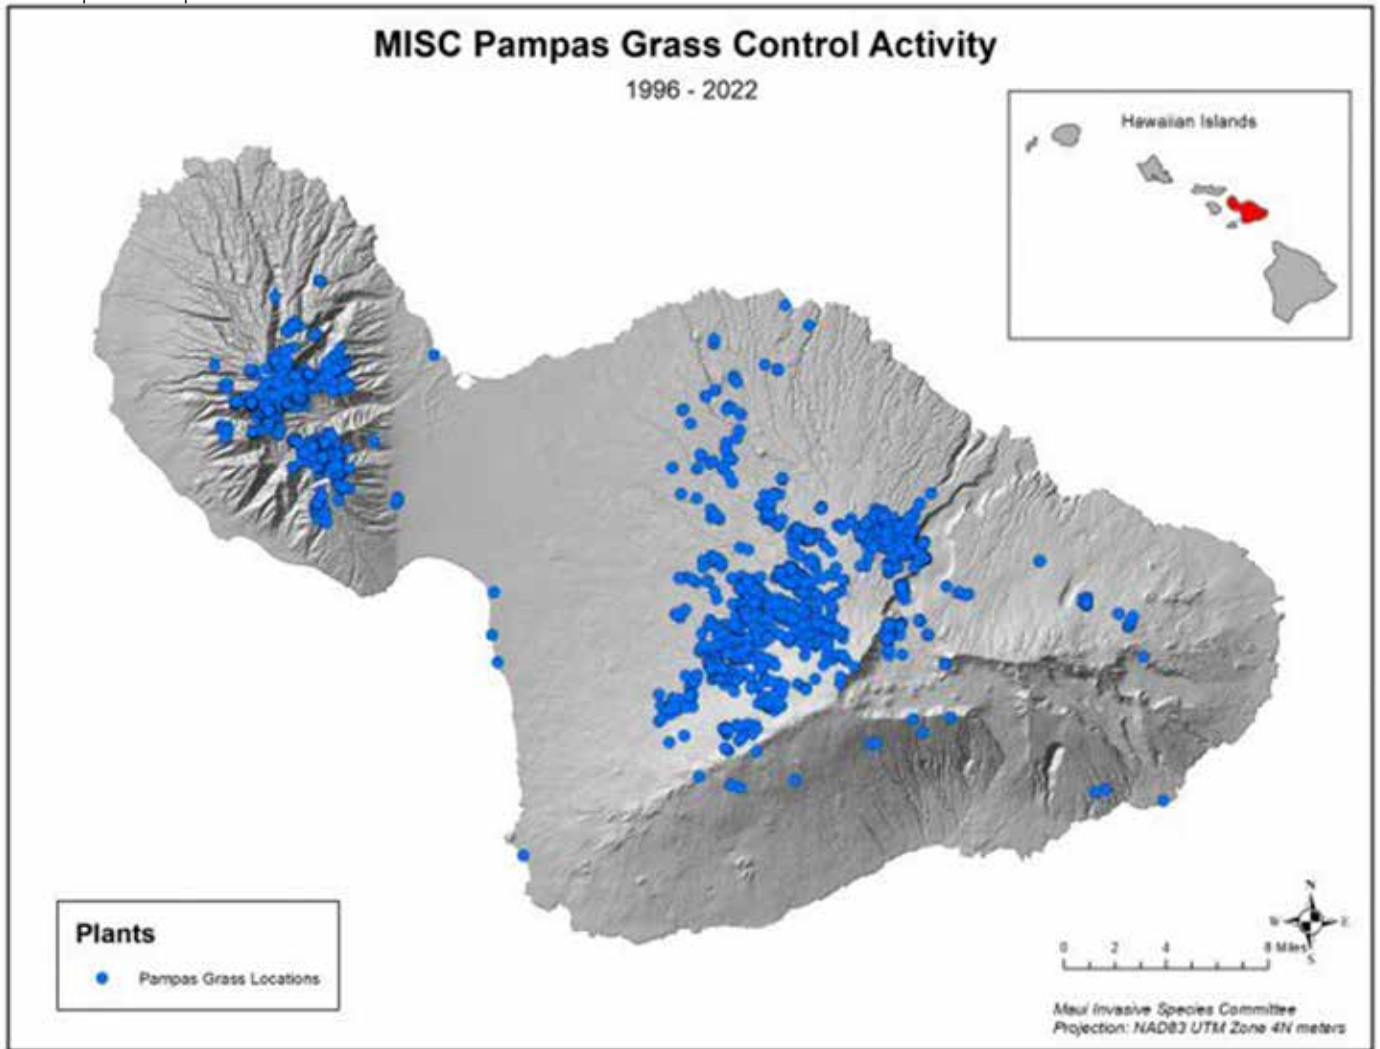 MISC Pampas Grass Control Activity
1996 - 2022
Hawaiian Islands
Plants
Pampas Grass Locations
N
W E
S
0 2 4 8 Miles
Maui Invasive Species Committee
Projection: NAD83 UTM Zone 4N meters